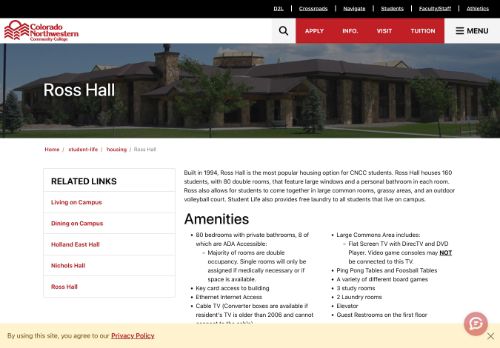 D2L | Crossroads | Navigate | Students | Faculty/Staff | Athletics
Colorado
Northwestern
Community College
APPLY INFO. VISIT TUITION MENU
Ross Hall
Home / student-life / housing / Ross Hall
RELATED LINKS
Living on Campus
Dining on Campus
Holland East Hall
Nichols Hall
Ross Hall
Built in 1994, Ross Hall is the most popular housing option for CNCC students. Ross Hall houses 160
students, with 80 double rooms, that feature large windows and a personal bathroom in each room.
Ross also allows for students to come together in large common rooms, grassy areas, and an outdoor
volleyball court. Student Life also provides free laundry to all students that live on campus.
Amenities
• 80 bedrooms with private bathrooms, 8 of
which are ADA Accessible:
– Majority of rooms are double
occupancy. Single rooms will only be
assigned if medically necessary or if
space is available.
• Key card access to building
• Ethernet Internet Access
• Cable TV (Converter boxes are available if
resident's TV is older than 2006 and cannot
connect to the cable)
• Large Commons Area includes:
– Flat Screen TV with DirecTV and DVD
Player. Video game consoles may NOT
be connected to this TV.
• Ping Pong Tables and Foosball Tables
• A variety of different board games
• 3 study rooms
• 2 Laundry rooms
• Elevator
• Guest Restrooms on the first floor
By using this site, you agree to our Privacy Policy